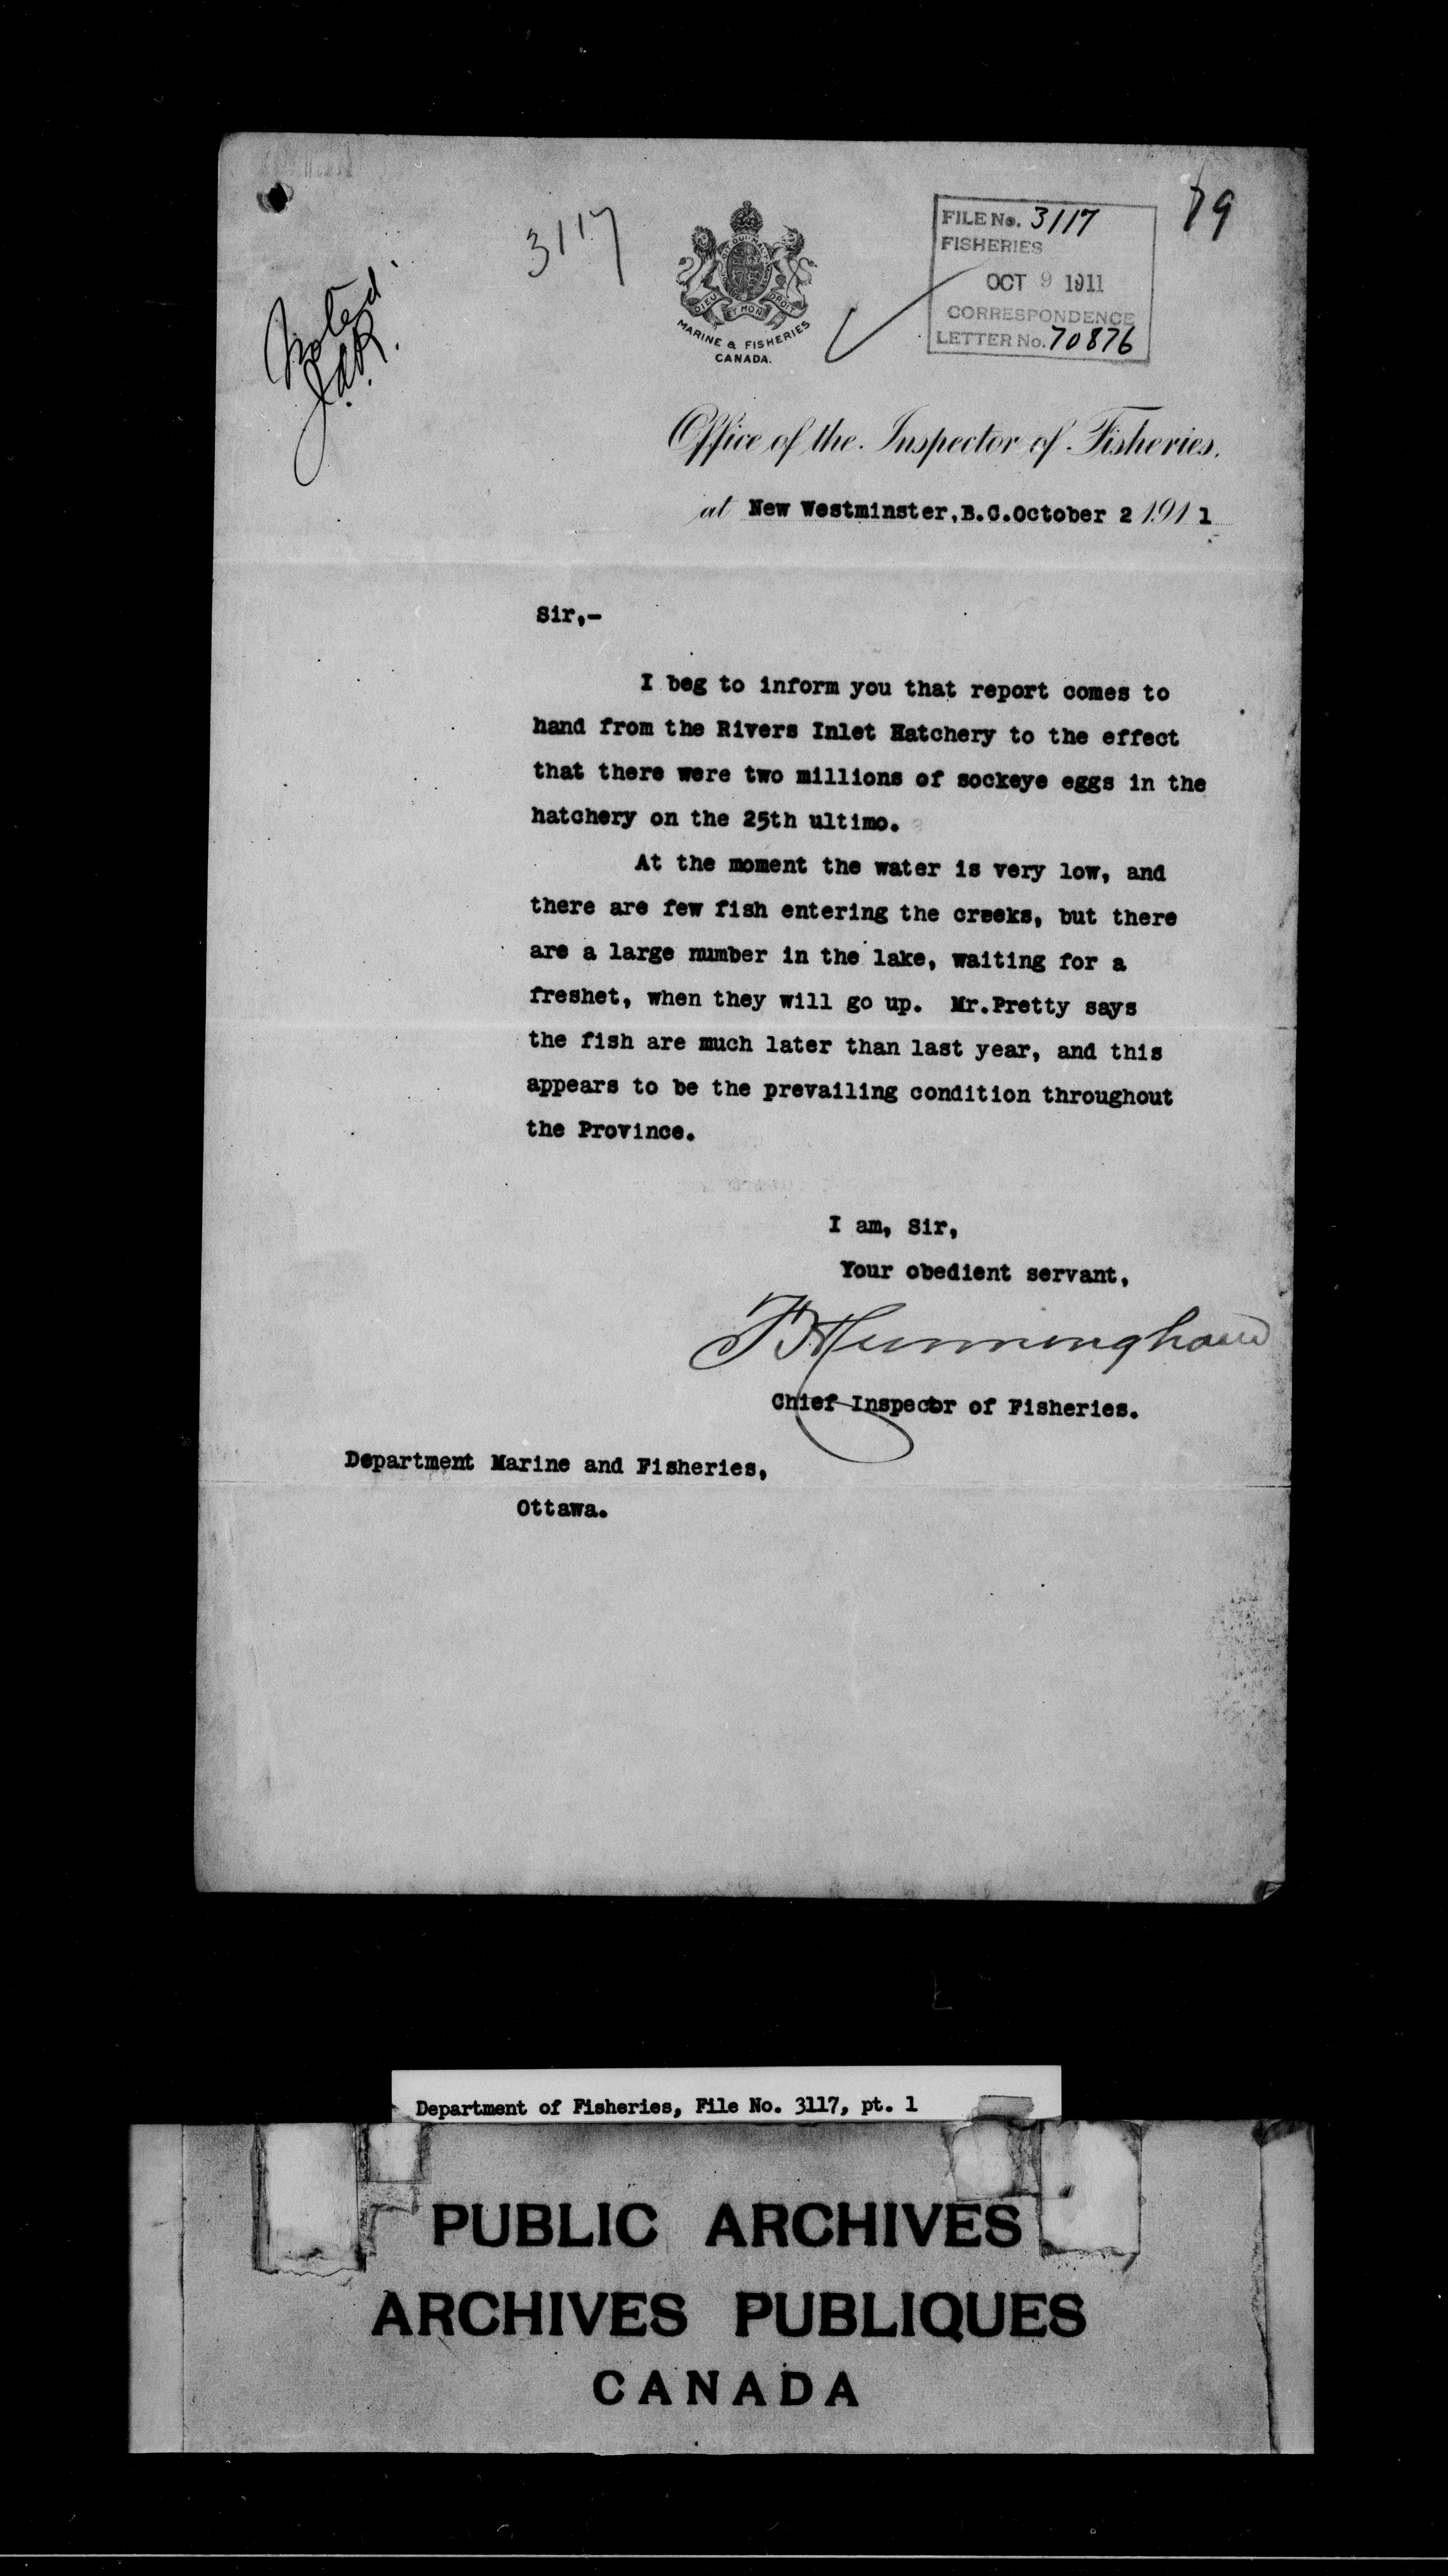 79
3117
FILE No. 3117
FISHERIES
OCT 9 1911
CORRESPONDENCE
LETTER No. 70876
Noted.
DIEU ET MON DROIT
MARINE & FISHERIES
CANADA.
Office of the Inspector of Fisheries.
at New Westminster, B.C. October 2 1911
Sir,-
I beg to inform you that report comes to
hand from the Rivers Inlet Hatchery to the effect
that there were two millions of sockeye eggs in the
hatchery on the 25th ultimo.
At the moment the water is very low, and
there are few fish entering the creeks, but there
are a large number in the lake, waiting for a
freshet, when they will go up. Mr.Pretty says
the fish are much later than last year, and this
appears to be the prevailing condition throughout
the Province.
I am, Sir,
Your obedient servant,
F H Cunningham
Chief Inspector of Fisheries.
Department Marine and Fisheries,
Ottawa.
Department of Fisheries, File No. 3117, pt. 1
PUBLIC ARCHIVES
ARCHIVES PUBLIQUES
CANADA